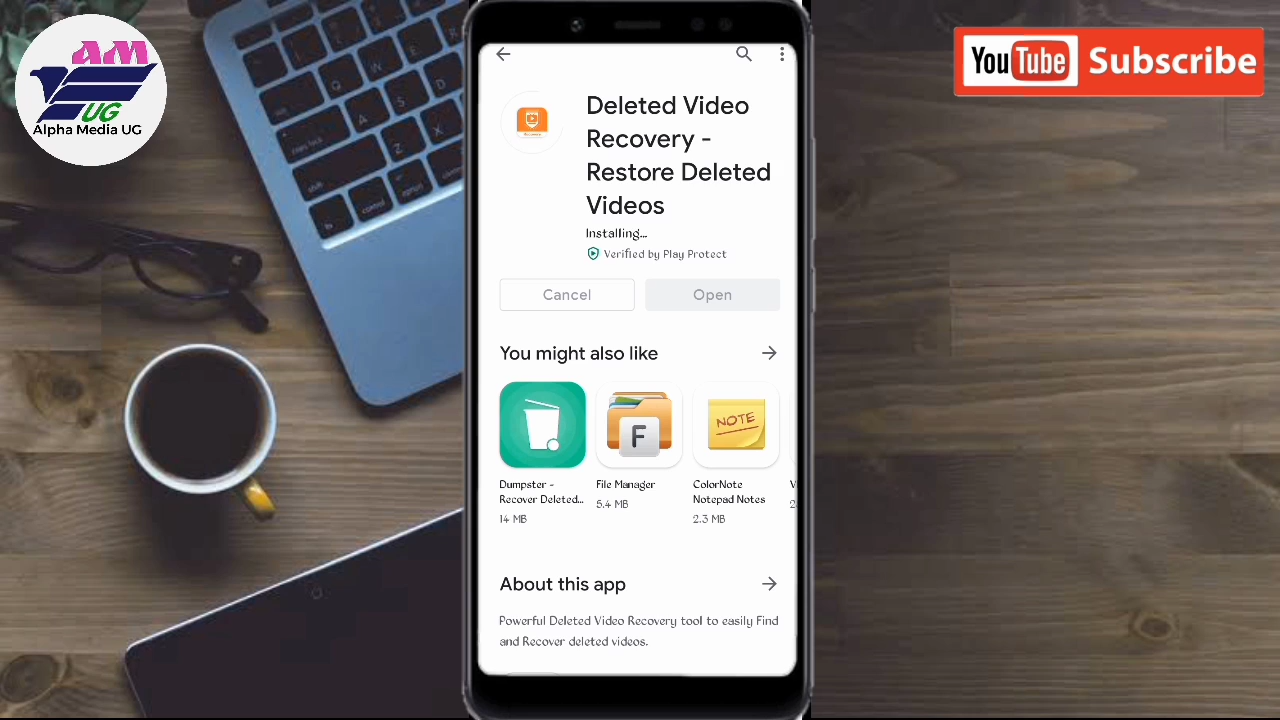 AM
UG
Alpha Media UG
YouTube Subscribe
Deleted Video
Recovery -
Restore Deleted
Videos
Installing...
Verified by Play Protect
Cancel
Open
You might also like
NOTE
F
Dumpster -
Recover Deleted...
14 MB
File Manager
5.4 MB
ColorNote
Notepad Notes
2.3 MB
V
2
About this app
Powerful Deleted Video Recovery tool to easily Find
and Recover deleted videos.